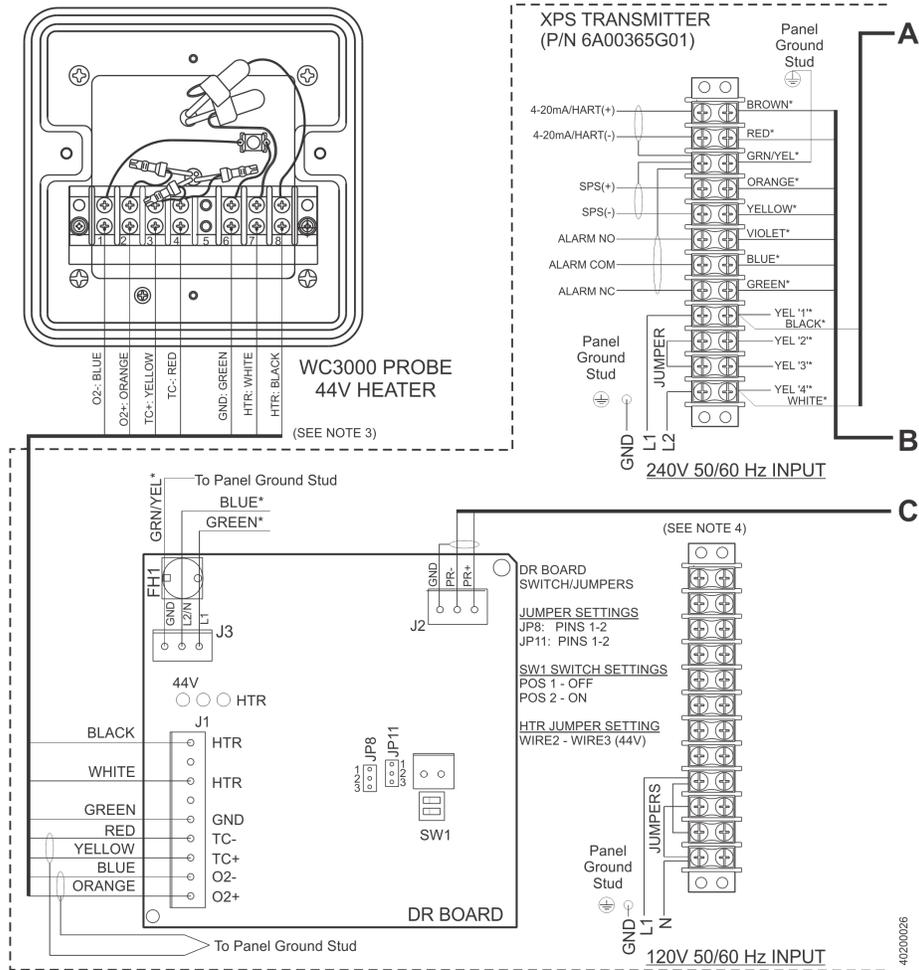 XPS TRANSMITTER
(P/N 6A00365G01)
Panel
Ground
Stud
A
4-20mA/HART(+)
BROWN*
4-20mA/HART(-)
RED*
GRN/YEL*
SPS(+)
ORANGE*
SPS(-)
YELLOW*
ALARM NO
VIOLET*
ALARM COM
BLUE*
ALARM NC
GREEN*
YEL '1'*
BLACK*
YEL '2'*
YEL '3'*
YEL '4'*
WHITE*
JUMPER
Panel
Ground
Stud
GND
L1
L2
240V 50/60 Hz INPUT
B
1 2 3 4 5 6 7 8
O2-: BLUE
O2+: ORANGE
TC+: YELLOW
TC-: RED
GND: GREEN
HTR: WHITE
HTR: BLACK
WC3000 PROBE
44V HEATER
(SEE NOTE 3)
To Panel Ground Stud
GRN/YEL*
BLUE*
GREEN*
C
FH1
GND
L2/N
L1
J3
GND
PR-
PR+
J2
44V
HTR
J1
BLACK
HTR
WHITE
HTR
GREEN
GND
RED
TC-
YELLOW
TC+
BLUE
O2-
ORANGE
O2+
JP8
1
2
3
JP11
1
2
3
SW1
DR BOARD
To Panel Ground Stud
DR BOARD
SWITCH/JUMPERS
JUMPER SETTINGS
JP8: PINS 1-2
JP11: PINS 1-2
SW1 SWITCH SETTINGS
POS 1 - OFF
POS 2 - ON
HTR JUMPER SETTING
WIRE2 - WIRE3 (44V)
(SEE NOTE 4)
JUMPERS
Panel
Ground
Stud
GND
L1
N
120V 50/60 Hz INPUT
40200026